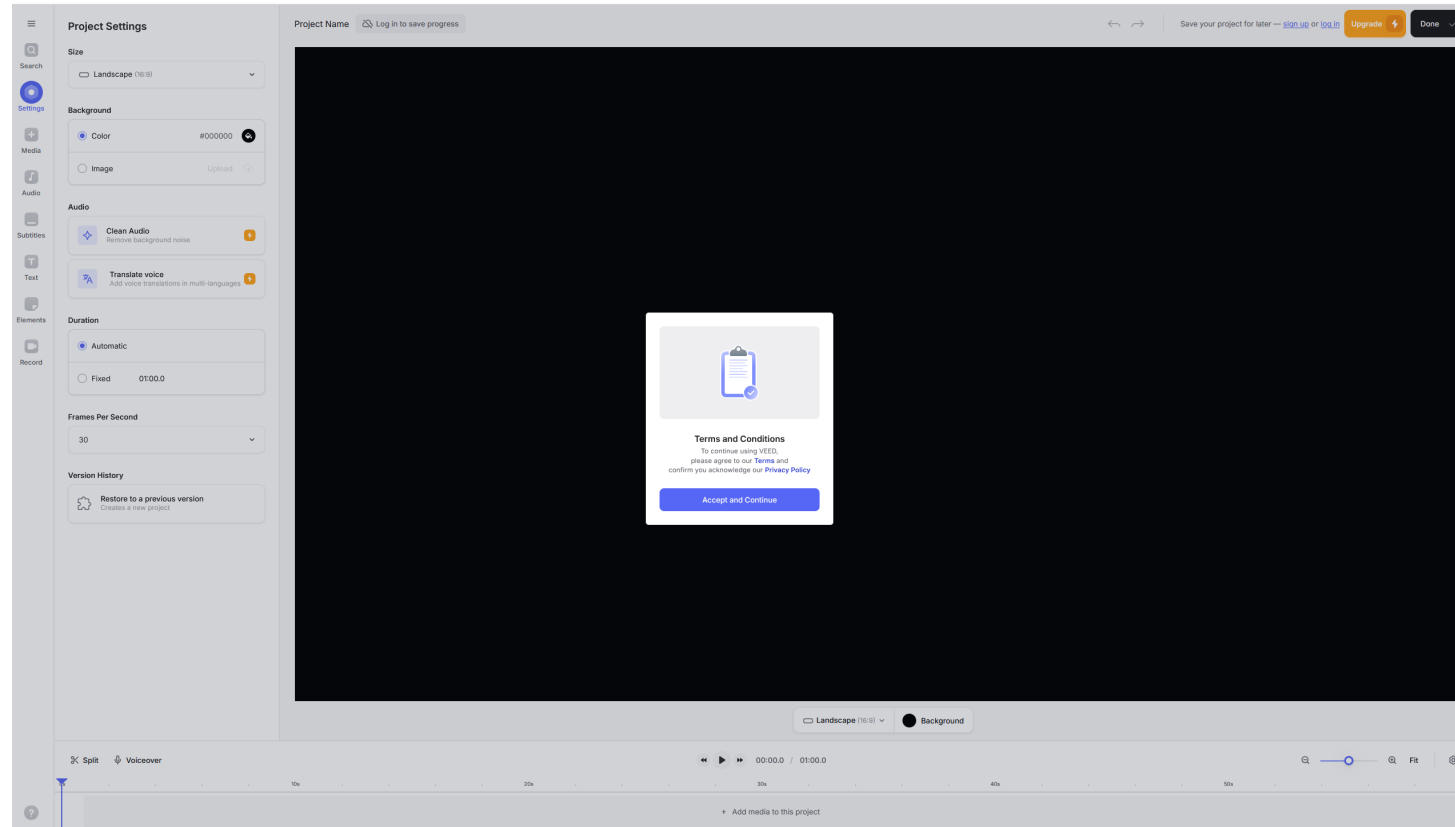 Project Settings
Project Name
Log in to save progress
Save your project for later — sign up or log in
Upgrade
Done
Search
Settings
Media
Audio
Subtitles
Text
Elements
Record
Size
Landscape (16:9)
Background
Color #000000
Image Upload
Audio
Clean Audio
Remove background noise
Translate voice
Add voice translations in multi-languages
Duration
Automatic
Fixed 01:00.0
Frames Per Second
30
Version History
Restore to a previous version
Creates a new project
Terms and Conditions
To continue using VEED,
please agree to our Terms and
confirm you acknowledge our Privacy Policy
Accept and Continue
Landscape (16:9)
Background
Split
Voiceover
00:00.0 / 01:00.0
Fit
10s 20s 30s 40s 50s
+ Add media to this project
?